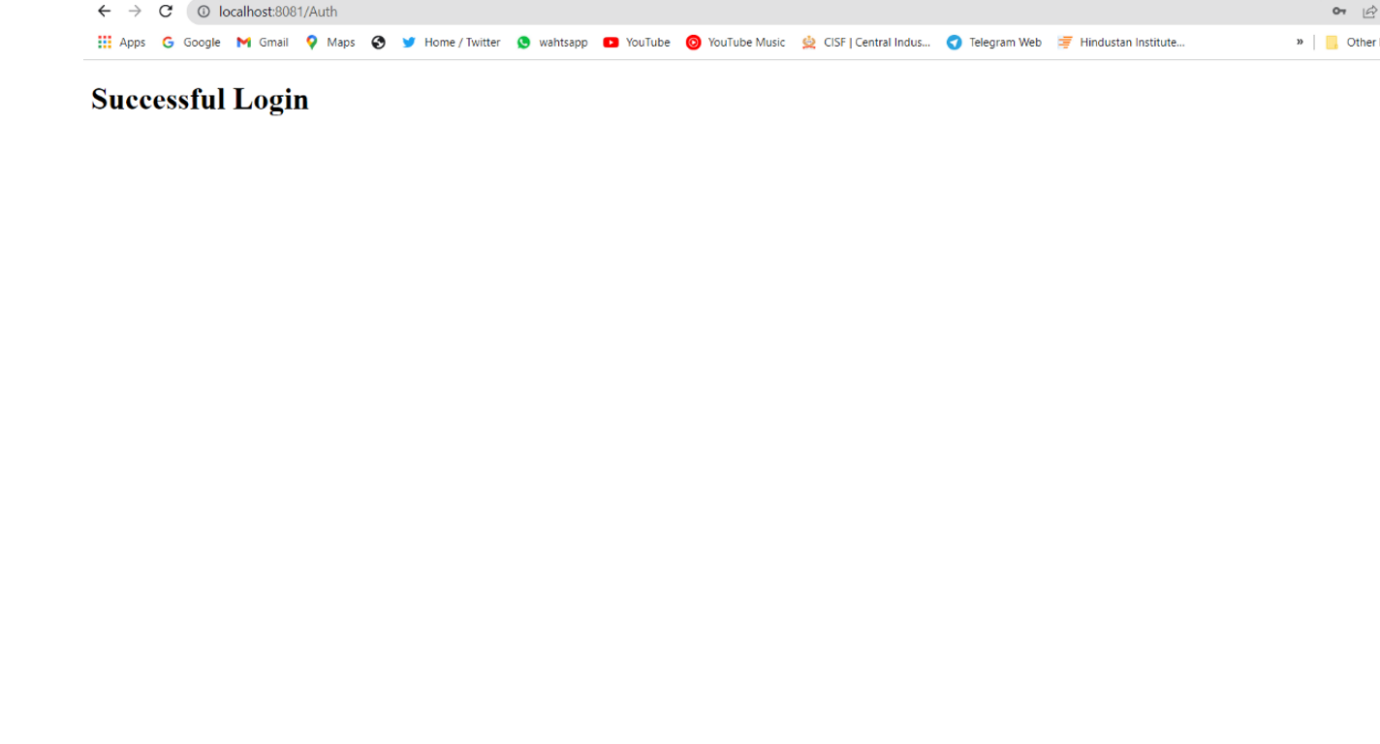 localhost:8081/Auth
Apps Google Gmail Maps Home / Twitter wahtsapp YouTube YouTube Music CISF | Central Indus... Telegram Web Hindustan Institute... » Other
Successful Login